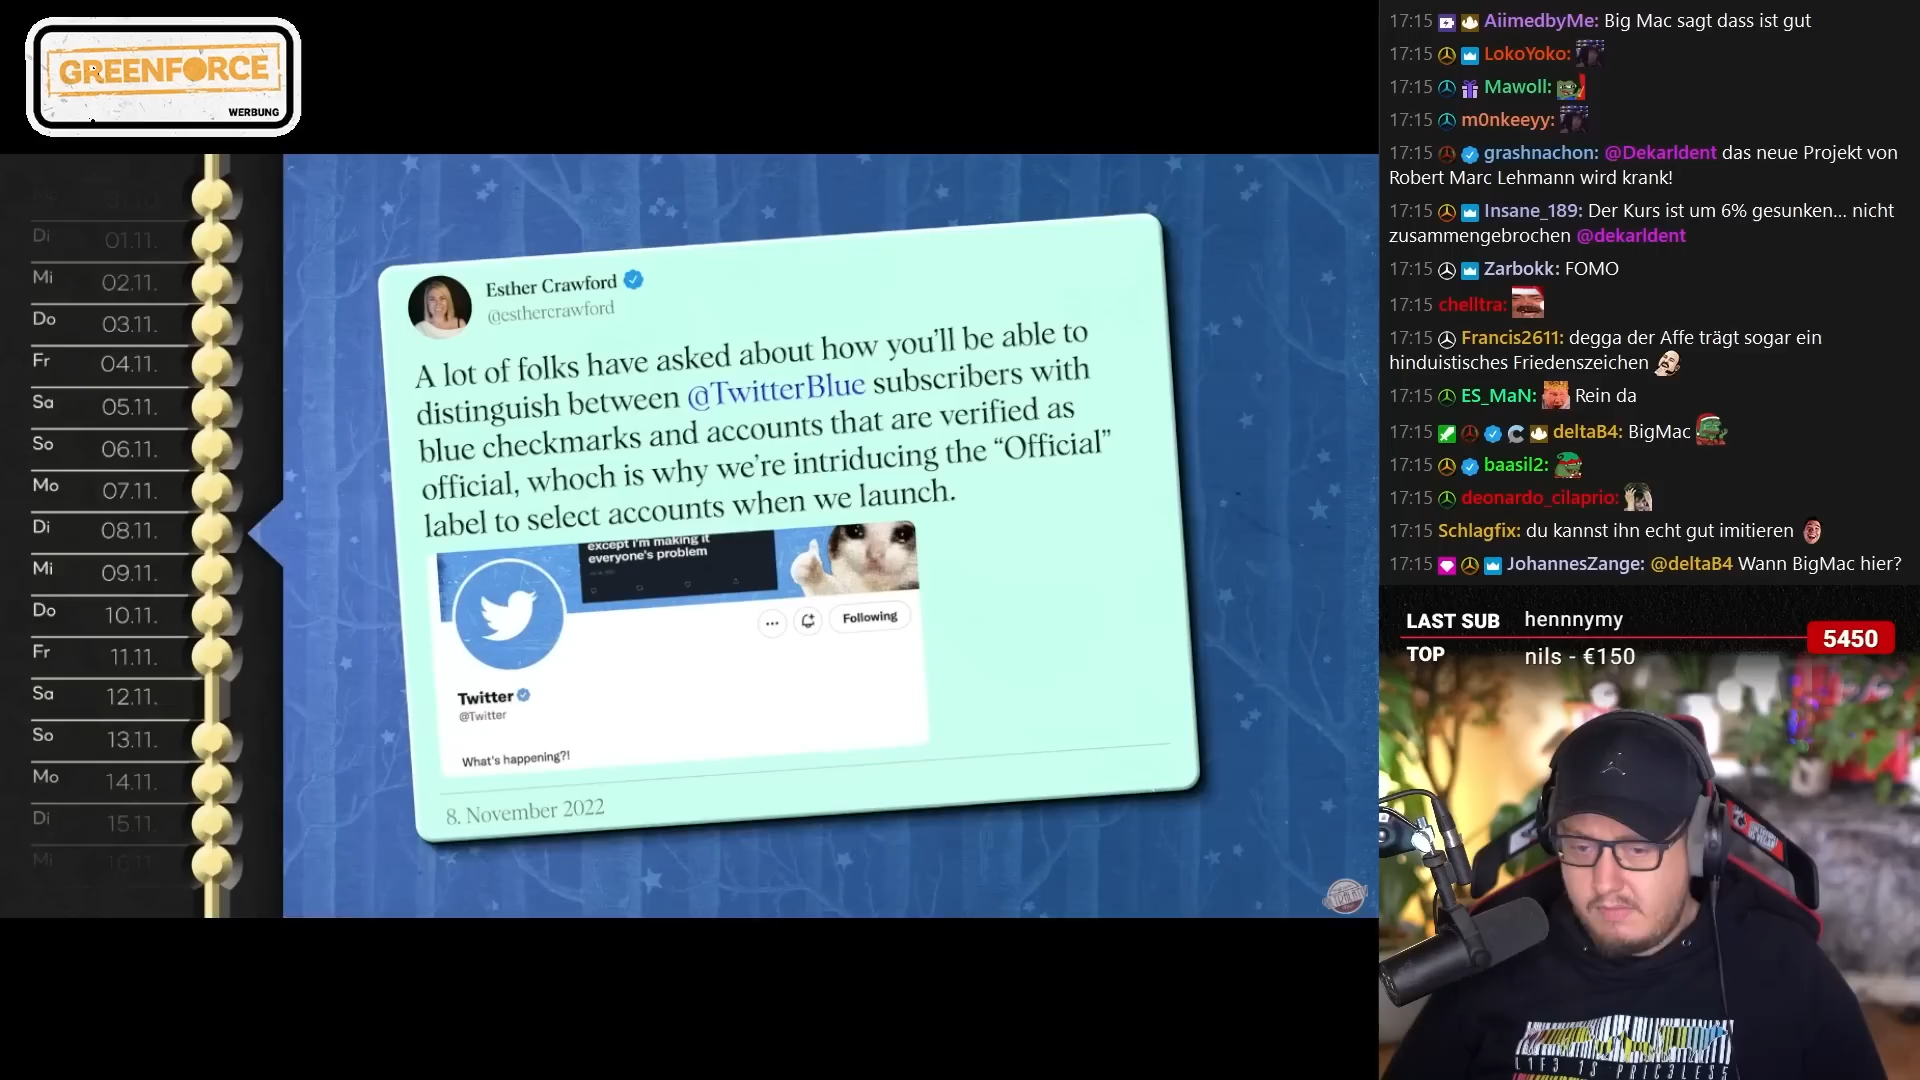 GREENFORCE
WERBUNG
Di 01.11.
Mi 02.11.
Do 03.11.
Fr 04.11.
Sa 05.11.
So 06.11.
Mo 07.11.
Di 08.11.
Mi 09.11.
Do 10.11.
Fr 11.11.
Sa 12.11.
So 13.11.
Mo 14.11.
Di 15.11.
Mi 16.11
Esther Crawford
@esthercrawford
A lot of folks have asked about how you’ll be able to
distinguish between @TwitterBlue subscribers with
blue checkmarks and accounts that are verified as
official, whoch is why we’re intriducing the “Official”
label to select accounts when we launch.
except I'm making it
everyone's problem
Following
Twitter
@Twitter
What's happening?!
8. November 2022
17:15 AiimedbyMe: Big Mac sagt dass ist gut
17:15 LokoYoko:
17:15 Mawoll:
17:15 m0nkeeyy:
17:15 grashnachon: @Dekarldent das neue Projekt von
Robert Marc Lehmann wird krank!
17:15 Insane_189: Der Kurs ist um 6% gesunken... nicht
zusammengebrochen @dekarldent
17:15 Zarbokk: FOMO
17:15 chelltra:
17:15 Francis2611: degga der Affe trägt sogar ein
hinduistisches Friedenszeichen
17:15 ES_MaN: Rein da
17:15 deltaB4: BigMac
17:15 baasil2:
17:15 deonardo_cilaprio:
17:15 Schlagfix: du kannst ihn echt gut imitieren
17:15 JohannesZange: @deltaB4 Wann BigMac hier?
LAST SUB hennnymy
5450
TOP nils - €150
L1F3 1S PRIC3LESS